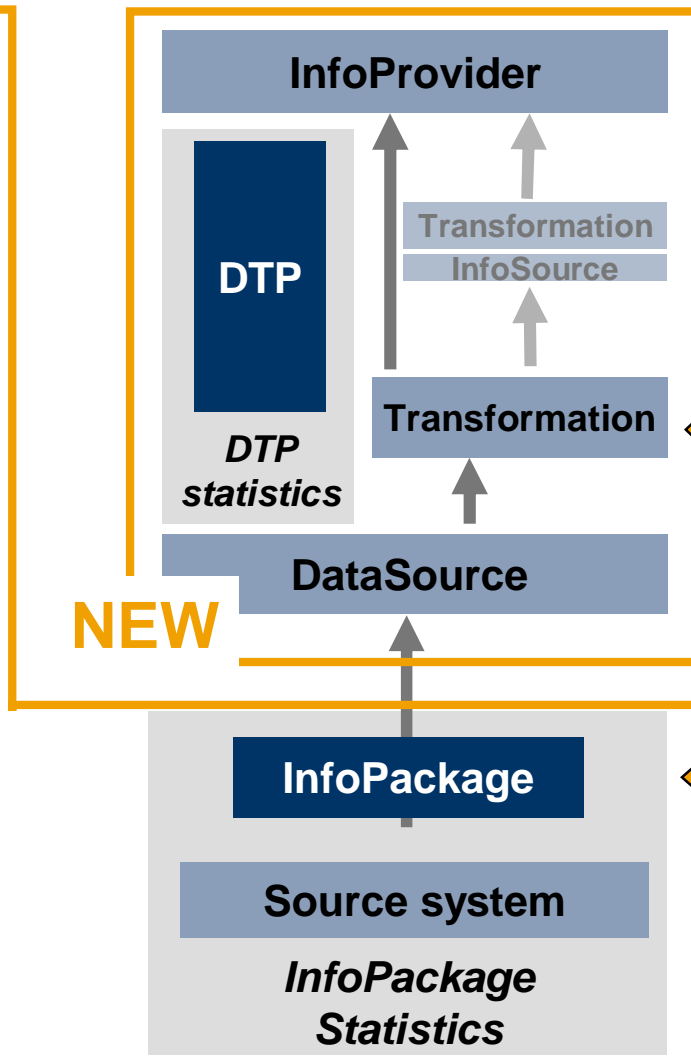 InfoProvider
Transformation
InfoSource
DTP
Transformation
DTP
statistics
DataSource
NEW
InfoPackage
Source system
InfoPackage
Statistics